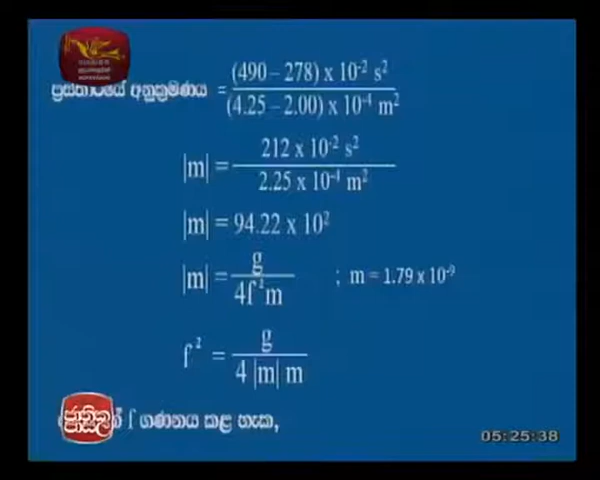 ප්‍රස්තාරයේ අනුක්‍රමණය = (490 – 278) x 10⁻² s² / (4.25 – 2.00) x 10⁻⁴ m²
|m| = 212 x 10⁻² s² / 2.25 x 10⁻⁴ m²
|m| = 94.22 x 10²
|m| = g / 4f²m ; m = 1.79 x 10⁻⁹
f² = g / 4 |m| m
f ගණනය කළ හැක,
ජාතික
පාසල
05:25:38